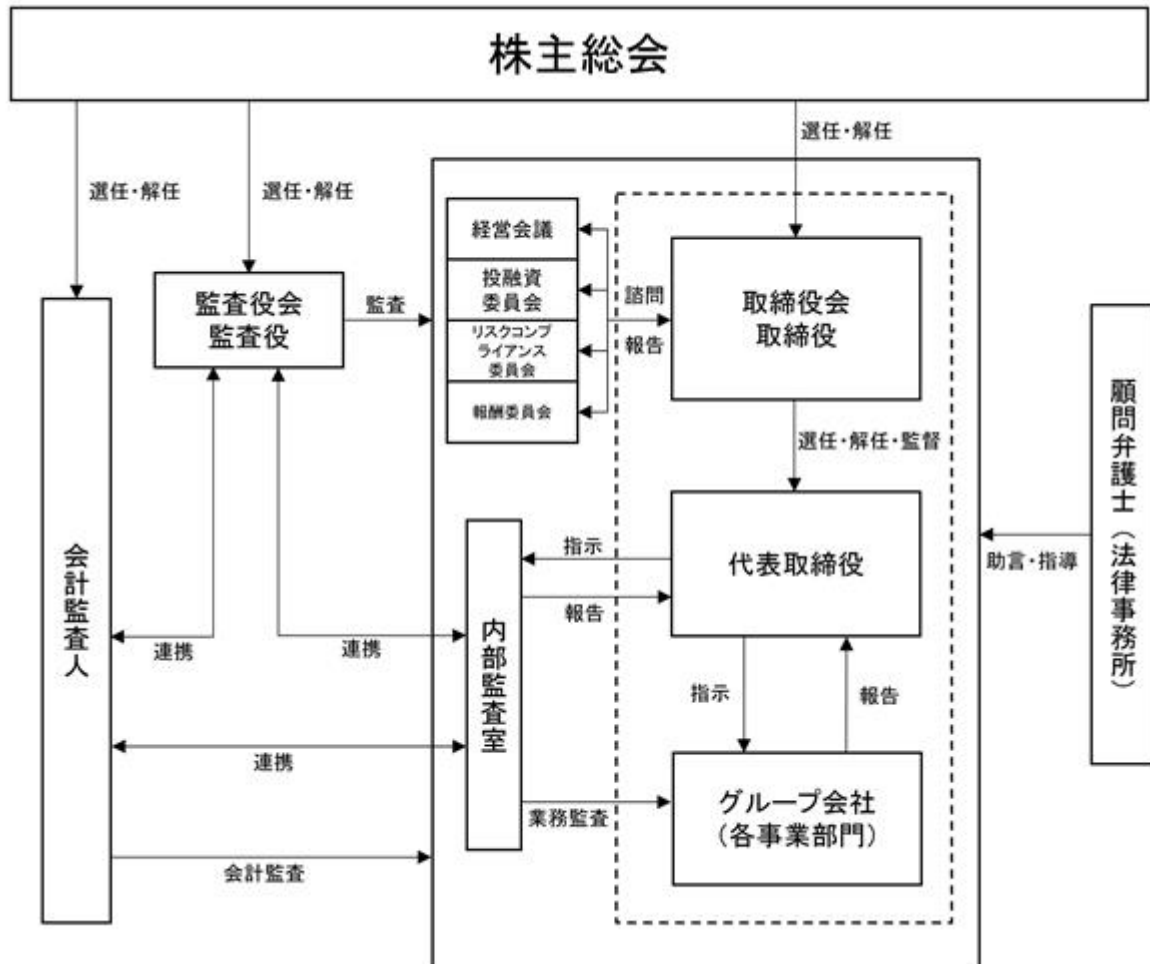 株主総会
選任・解任
選任・解任
選任・解任
経営会議
投融資
委員会
リスクコンプ
ライアンス
委員会
報酬委員会
諮問
報告
取締役会
取締役
監査役会
監査役
監査
選任・解任・監督
代表取締役
指示
報告
助言・指導
顧問弁護士（法律事務所）
会計監査人
連携
連携
内部監査室
指示
報告
連携
業務監査
グループ会社
（各事業部門）
会計監査